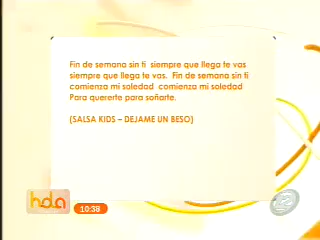 Fin de semana sin ti siempre que llega te vas
siempre que llega te vas. Fin de semana sin ti
comienza mi soledad comienza mi soledad
Para quererte para soñarte.
(SALSA KIDS – DEJAME UN BESO)
hda
10:38